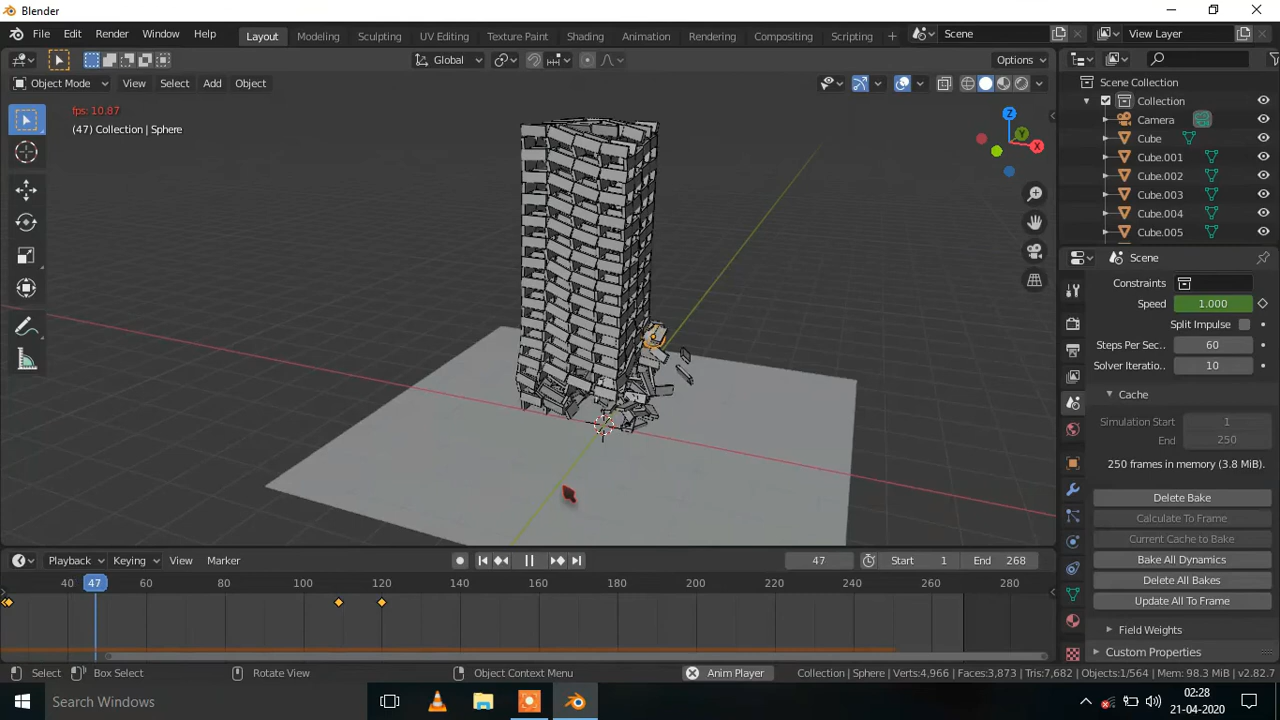 Blender
File Edit Render Window Help Layout Modeling Sculpting UV Editing Texture Paint Shading Animation Rendering Compositing Scripting + Scene View Layer
Global Options
Object Mode View Select Add Object
fps: 10.87
(47) Collection | Sphere
Z
Y
X
Scene Collection
Collection
Camera
Cube
Cube.001
Cube.002
Cube.003
Cube.004
Cube.005
Scene
Constraints
Speed 1.000
Split Impulse
Steps Per Sec... 60
Solver Iteratio... 10
Cache
Simulation Start 1
End 250
250 frames in memory (3.8 MiB).
Delete Bake
Calculate To Frame
Current Cache to Bake
Bake All Dynamics
Delete All Bakes
Update All To Frame
Field Weights
Custom Properties
Playback Keying View Marker 47 Start 1 End 268
40 47 60 80 100 120 140 160 180 200 220 240 260 280
Select Box Select Rotate View Object Context Menu Anim Player Collection | Sphere | Verts:4,966 | Faces:3,873 | Tris:7,682 | Objects:1/564 | Mem: 98.3 MiB | v2.82.7
Search Windows
02:28
21-04-2020